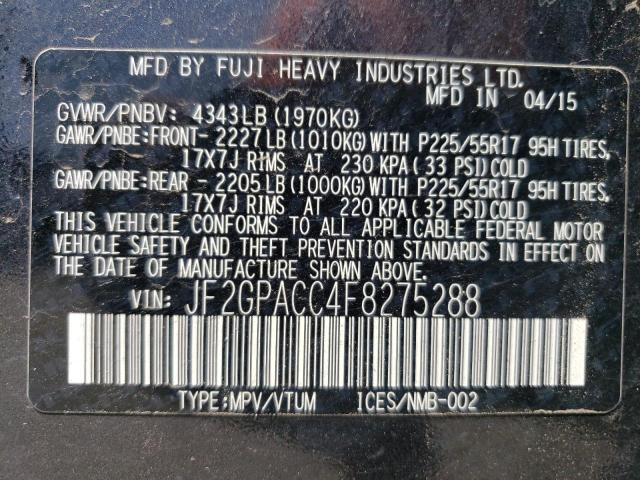 MFD BY FUJI HEAVY INDUSTRIES LTD.
MFD IN 04/15
GVWR/PNBV: 4343LB (1970KG)
GAWR/PNBE:FRONT-2227LB(1010KG)WITH P225/55R17 95H TIRES,
17X7J RIMS AT 230 KPA(33 PSI)COLD
GAWR/PNBE:REAR -2205LB(1000KG)WITH P225/55R17 95H TIRES,
17X7J RIMS AT 220 KPA(32 PSI)COLD
THIS VEHICLE CONFORMS TO ALL APPLICABLE FEDERAL MOTOR
VEHICLE SAFETY AND THEFT PREVENTION STANDARDS IN EFFECT ON
THE DATE OF MANUFACTURE SHOWN ABOVE.
VIN: JF2GPACC4F8275288
TYPE:MPV/VTUM ICES/NMB-002